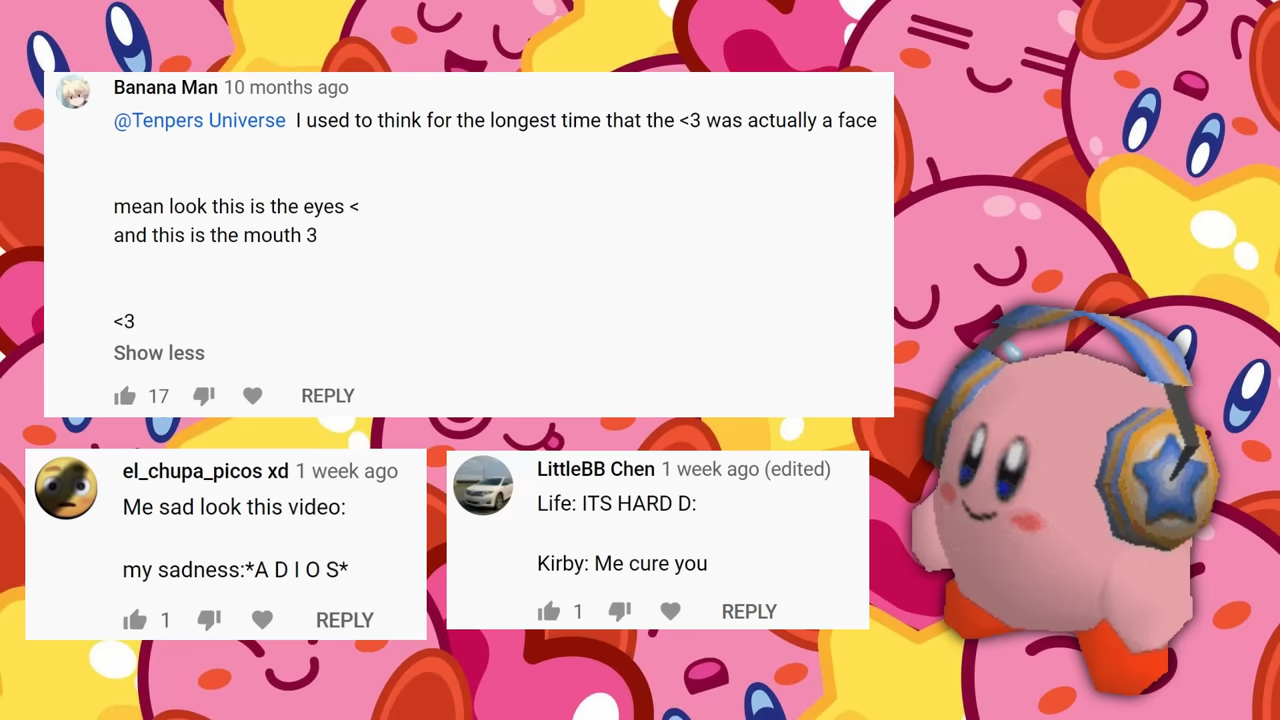 Banana Man 10 months ago
@Tenpers Universe I used to think for the longest time that the <3 was actually a face
mean look this is the eyes <
and this is the mouth 3
<3
Show less
17 REPLY
el_chupa_picos xd 1 week ago
Me sad look this video:
my sadness:*A D I O S*
1 REPLY
LittleBB Chen 1 week ago (edited)
Life: ITS HARD D:
Kirby: Me cure you
1 REPLY